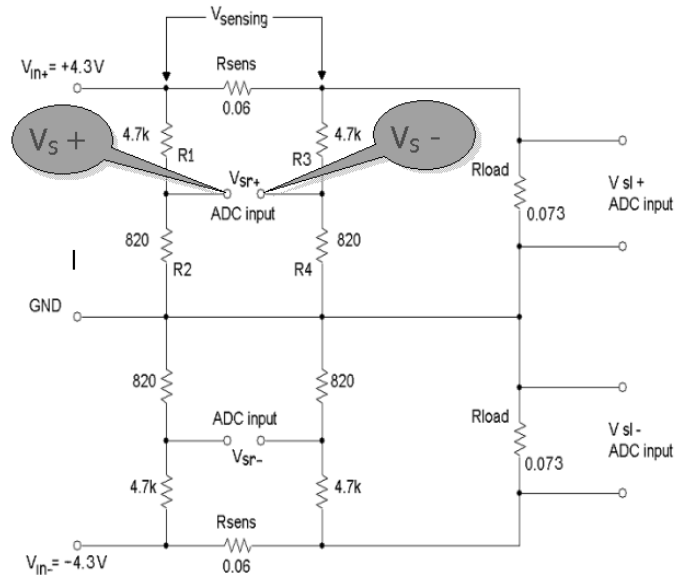 Vsensing
Vin+= +4.3V
Rsens
0.06
Vs +
4.7k
R1
4.7k
R3
Vs -
Vsr+
ADC input
Rload
0.073
V sl +
ADC input
820
R2
820
R4
GND
820
820
ADC input
Vsr-
Rload
0.073
V sl -
ADC input
4.7k
4.7k
Rsens
0.06
Vin-= -4.3V